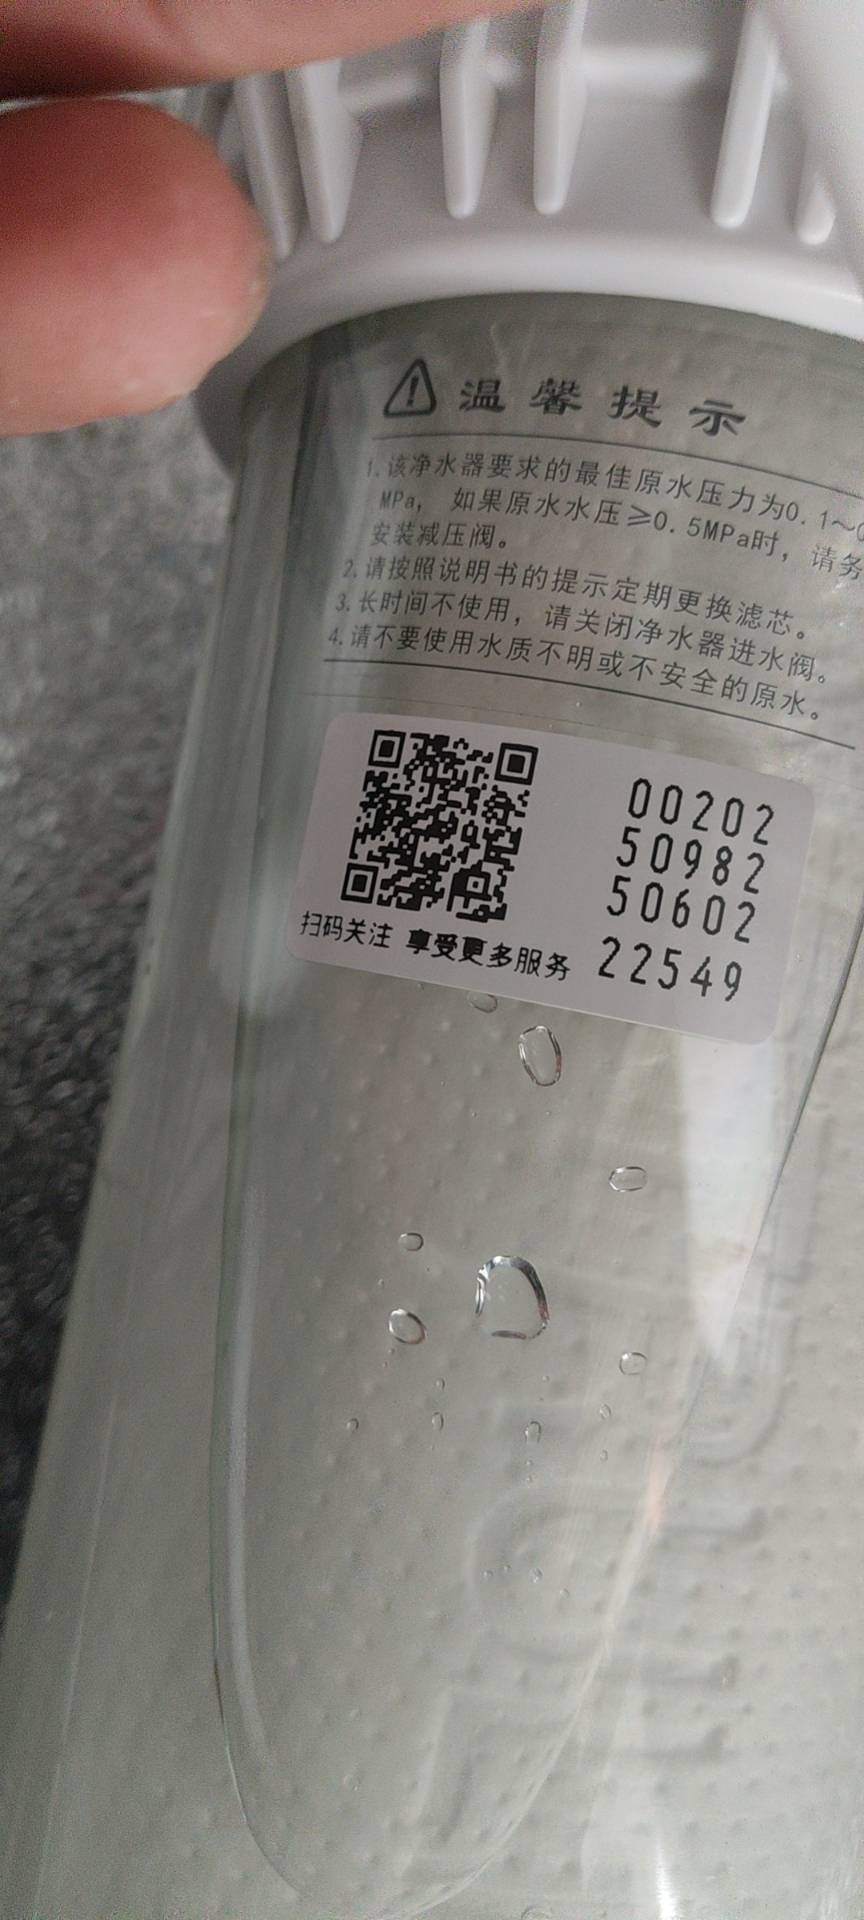 温馨提示
1. 该净水器要求的最佳原水压力为0.1～
MPa， 如果原水水压≥0.5MPa时，请务
安装减压阀。
2. 请按照说明书的提示定期更换滤芯。
3. 长时间不使用，请关闭净水器进水阀。
4. 请不要使用水质不明或不安全的原水。
00202
50982
50602
22549
扫码关注 享受更多服务